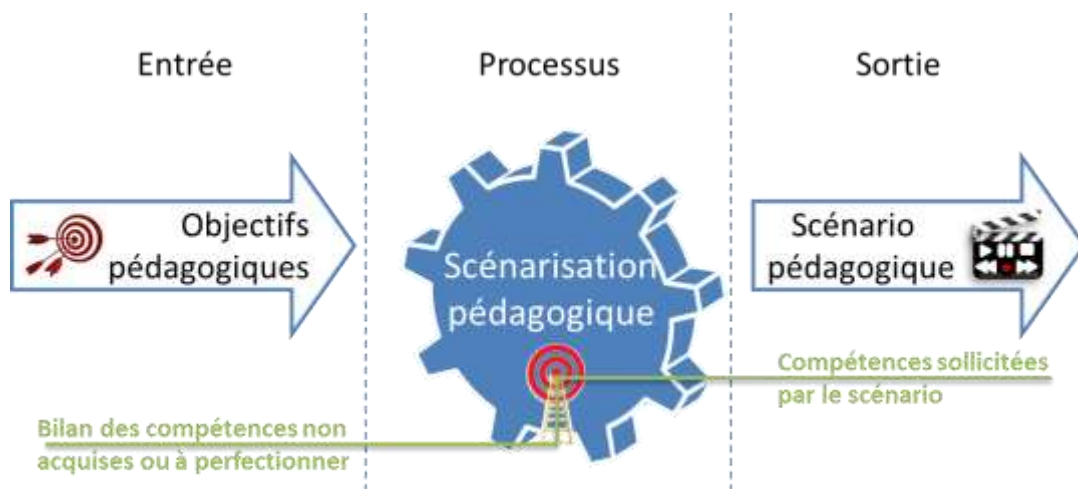 Entrée
Processus
Sortie
Objectifs
pédagogiques
Scénarisation
pédagogique
Scénario
pédagogique
Compétences sollicitées
par le scénario
Bilan des compétences non
acquises ou à perfectionner